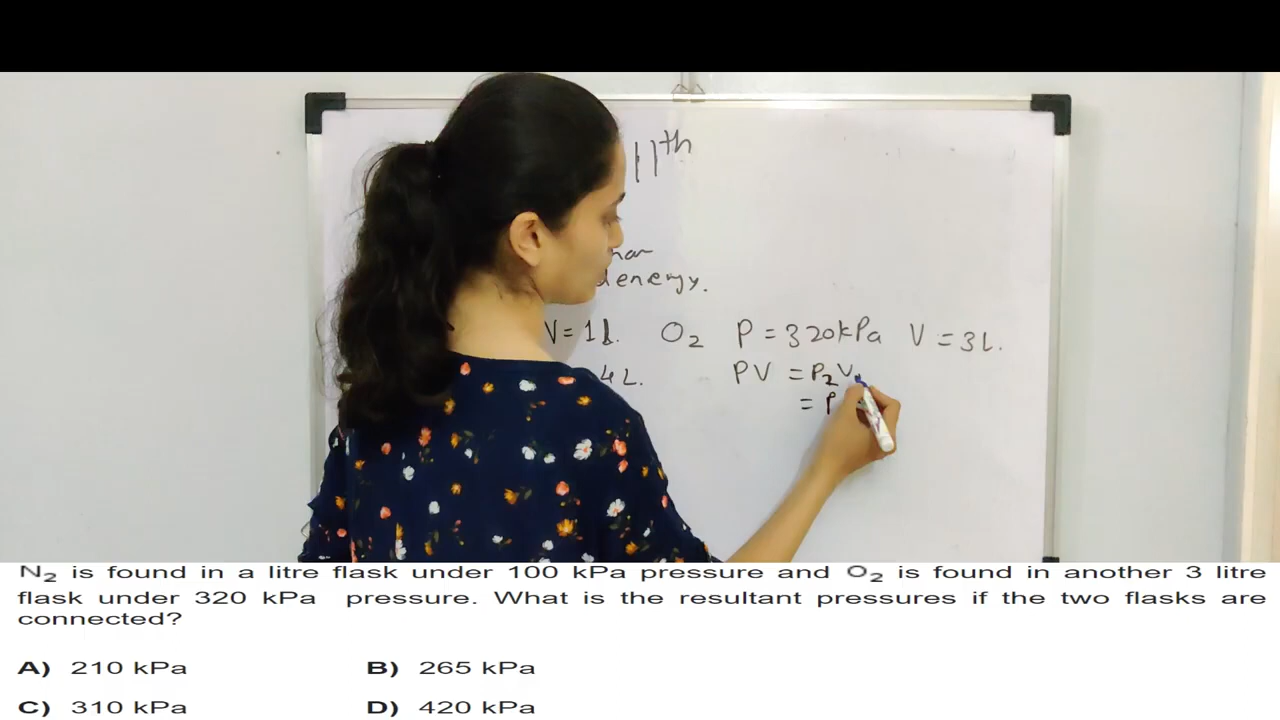 11th
energy.
V = 1 L. O₂ P = 320kPa V = 3L.
4 L. PV = P₂V
= P
N₂ is found in a litre flask under 100 kPa pressure and O₂ is found in another 3 litre
flask under 320 kPa pressure. What is the resultant pressures if the two flasks are
connected?
A) 210 kPa B) 265 kPa
C) 310 kPa D) 420 kPa